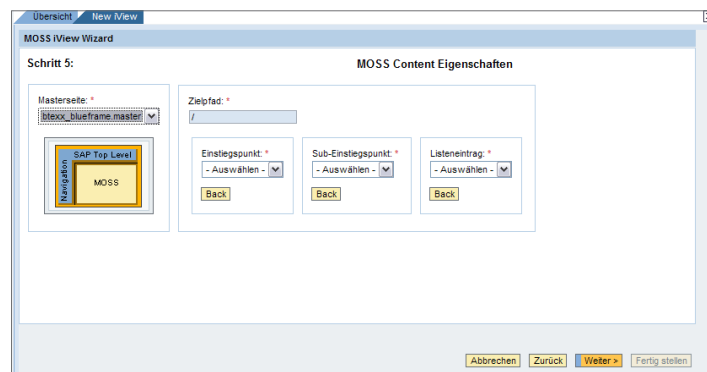 Übersicht New iView
MOSS iView Wizard
Schritt 5: MOSS Content Eigenschaften
Masterseite: *
btexx_blueframe.master
SAP Top Level
Navigation
MOSS
Zielpfad: *
/
Einstiegspunkt: *
- Auswählen -
Back
Sub-Einstiegspunkt: *
- Auswählen -
Back
Listeneintrag: *
- Auswählen -
Back
Abbrechen Zurück Weiter > Fertig stellen